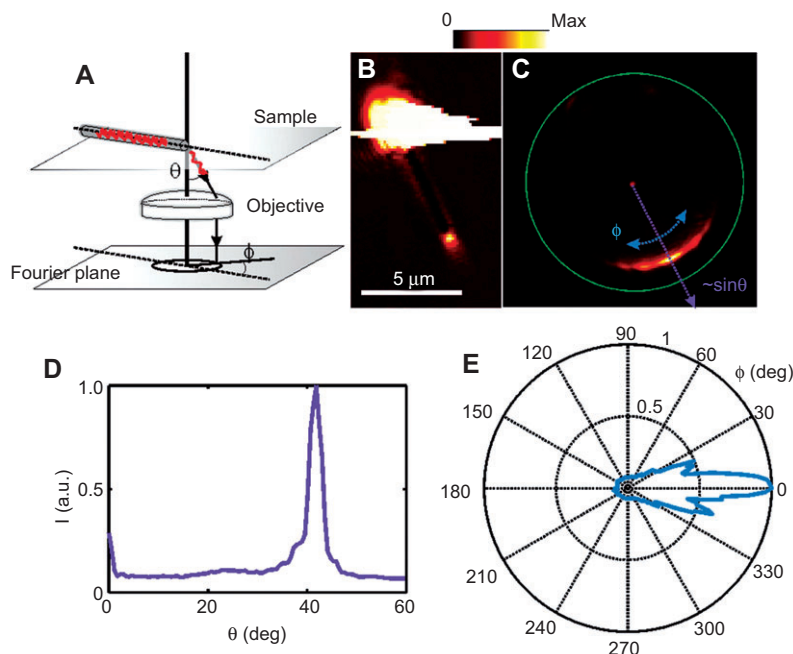 0 Max
A
Sample
θ
Objective
ϕ
Fourier plane
B
5 μm
C
ϕ
~sinθ
D
1.0
0.5
0
I (a.u.)
0 20 40 60
θ (deg)
E
90
1
120 60
ϕ (deg)
0.5
150 30
180 0
210 330
240 300
270